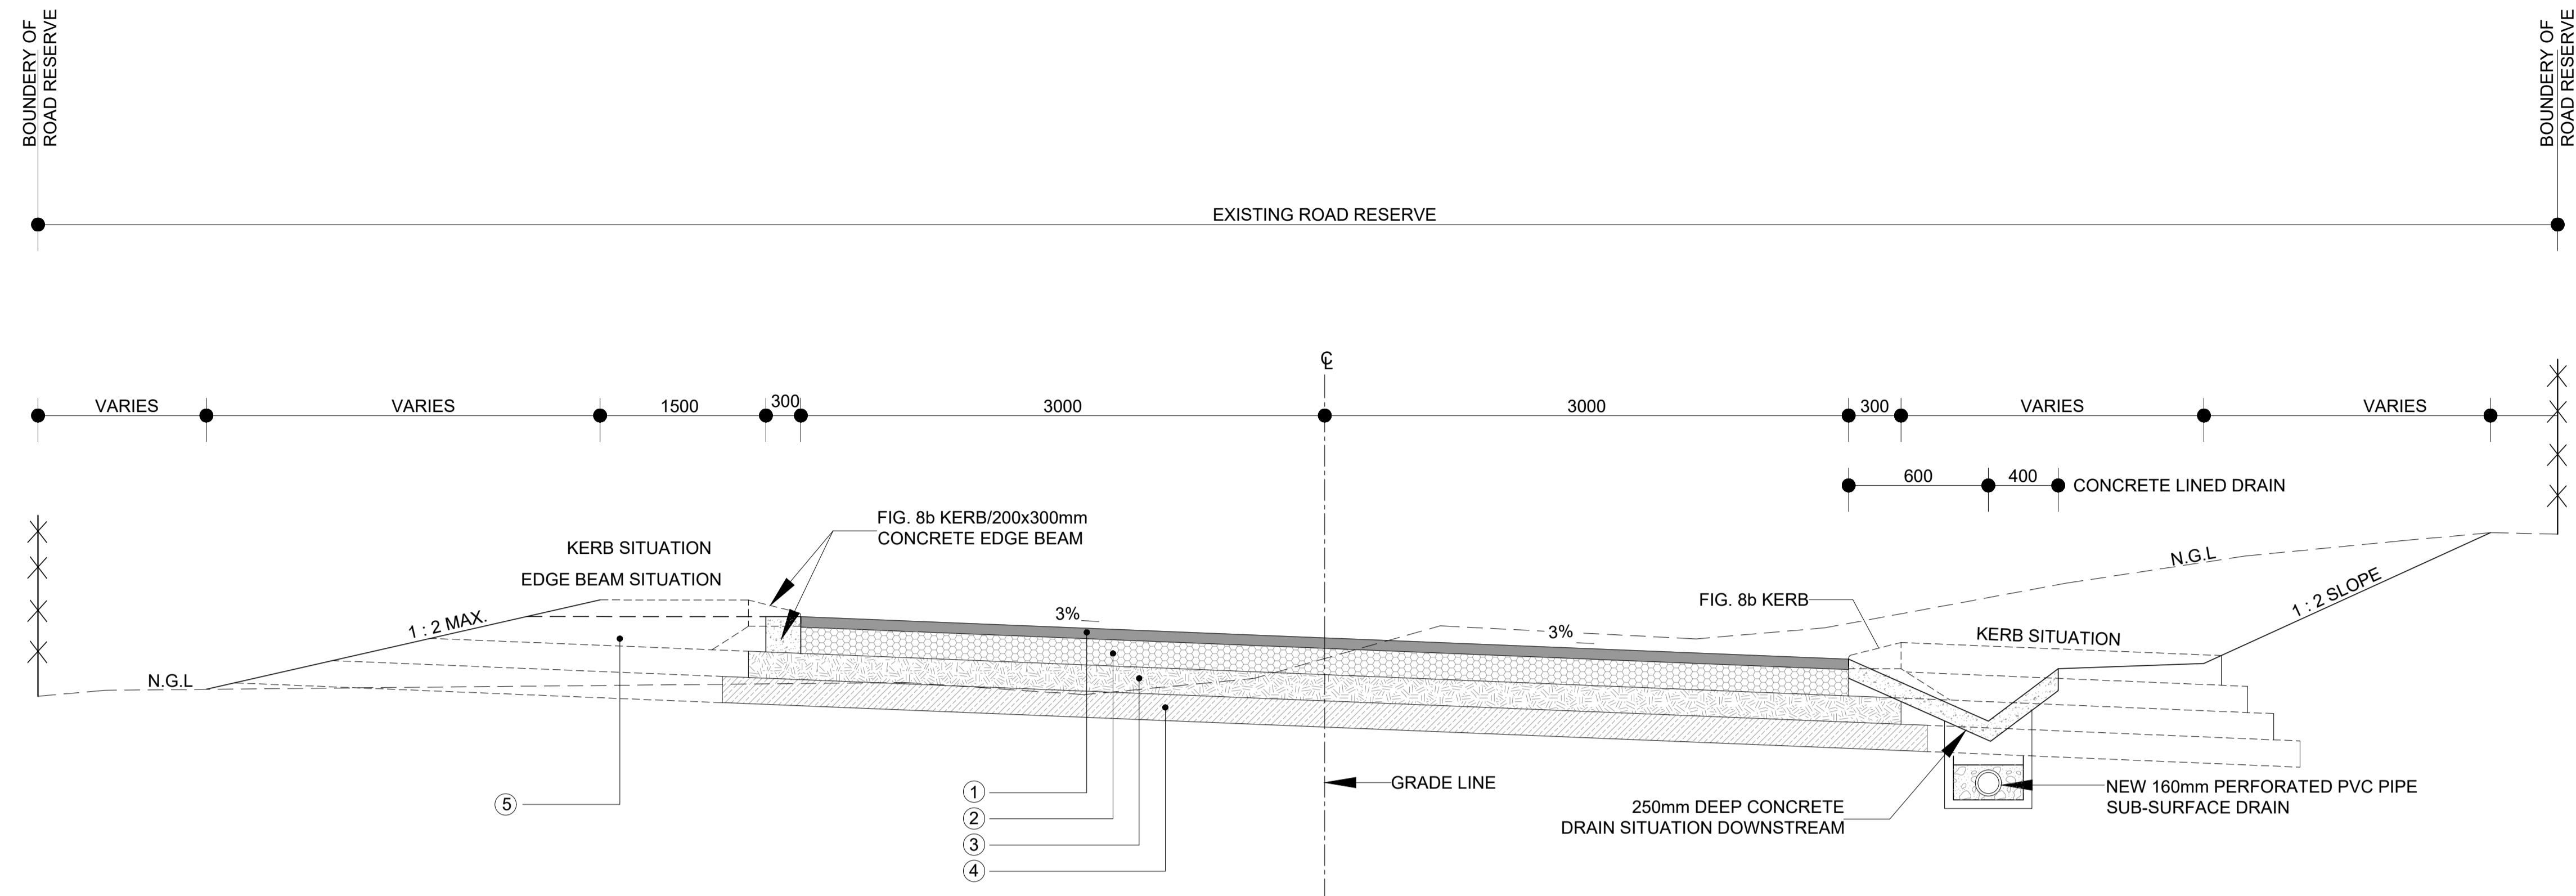 BOUNDERY OF
ROAD RESERVE
BOUNDERY OF
ROAD RESERVE
EXISTING ROAD RESERVE
℄
VARIES
VARIES
1500
300
3000
3000
300
VARIES
VARIES
600
400
CONCRETE LINED DRAIN
FIG. 8b KERB/200x300mm
CONCRETE EDGE BEAM
KERB SITUATION
EDGE BEAM SITUATION
N.G.L
1 : 2 SLOPE
1 : 2 MAX.
3%
FIG. 8b KERB
3%
KERB SITUATION
N.G.L
GRADE LINE
NEW 160mm PERFORATED PVC PIPE
SUB-SURFACE DRAIN
250mm DEEP CONCRETE
DRAIN SITUATION DOWNSTREAM
5
1
2
3
4